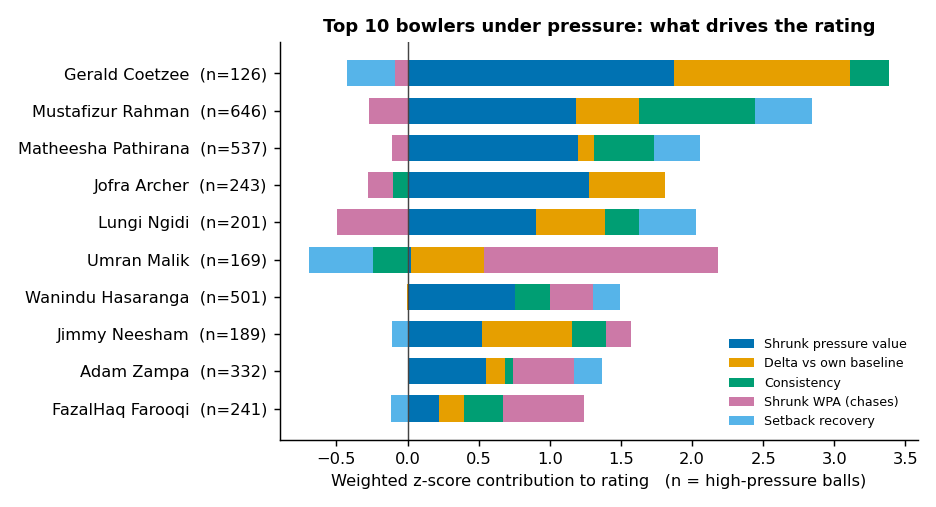 Top 10 bowlers under pressure: what drives the rating
Gerald Coetzee (n=126)
Mustafizur Rahman (n=646)
Matheesha Pathirana (n=537)
Jofra Archer (n=243)
Lungi Ngidi (n=201)
Umran Malik (n=169)
Wanindu Hasaranga (n=501)
Jimmy Neesham (n=189)
Adam Zampa (n=332)
FazalHaq Farooqi (n=241)
Shrunk pressure value
Delta vs own baseline
Consistency
Shrunk WPA (chases)
Setback recovery
−0.5 0.0 0.5 1.0 1.5 2.0 2.5 3.0 3.5
Weighted z-score contribution to rating (n = high-pressure balls)